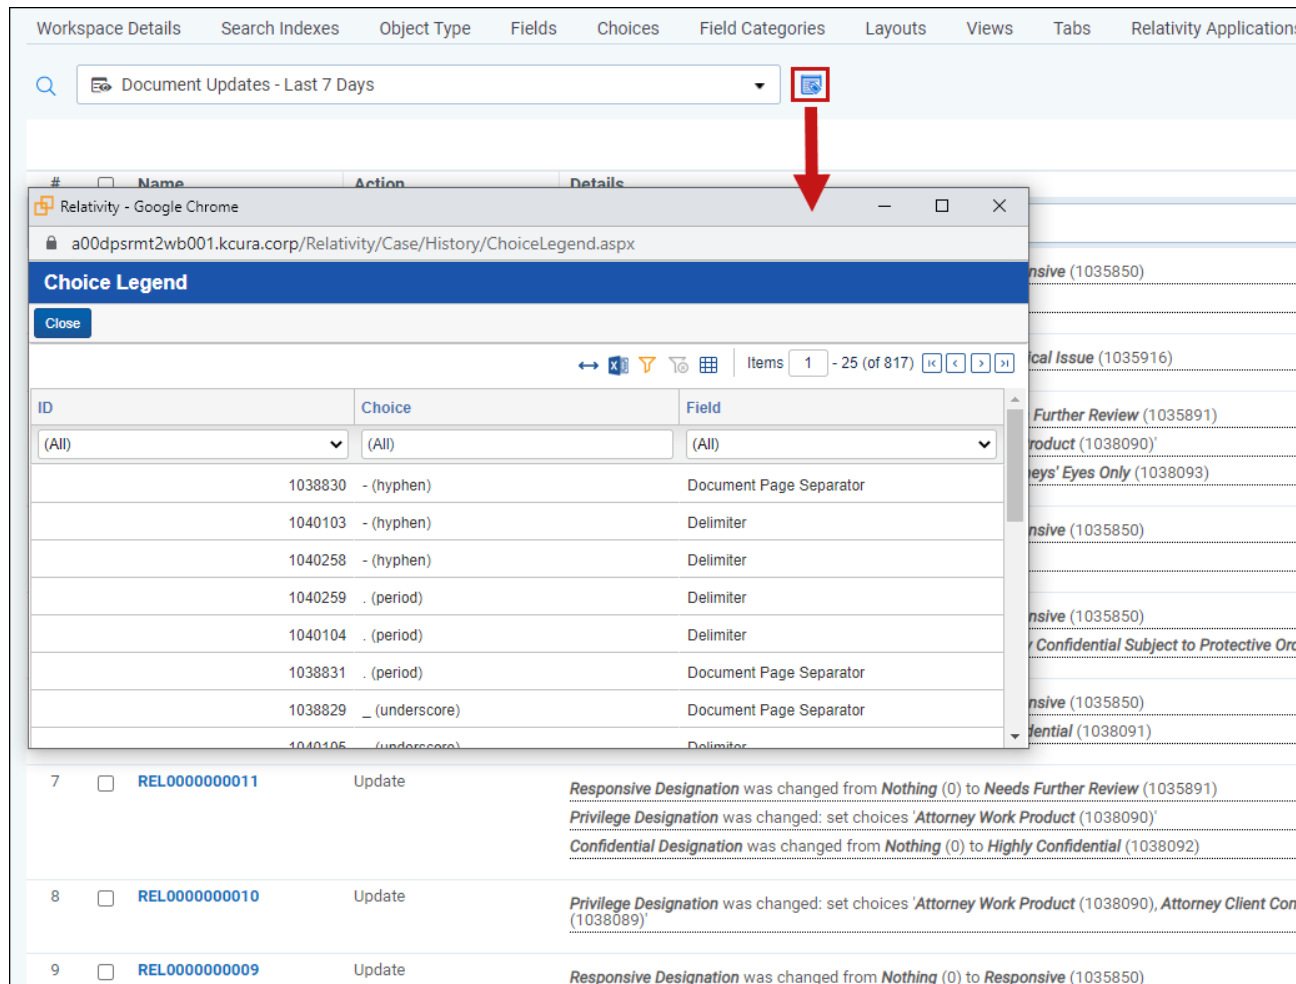 Workspace Details Search Indexes Object Type Fields Choices Field Categories Layouts Views Tabs Relativity Applications
Document Updates - Last 7 Days
# Name Action Details
Relativity - Google Chrome
a00dpsrmt2wb001.kcura.corp/Relativity/Case/History/ChoiceLegend.aspx
nsive (1035850)
Choice Legend
Close
Items 1 - 25 (of 817)
ical Issue (1035916)
ID Choice Field
Further Review (1035891)
(All) (All) (All)
roduct (1038090)'
eys' Eyes Only (1038093)
1038830 - (hyphen) Document Page Separator
1040103 - (hyphen) Delimiter
nsive (1035850)
1040258 - (hyphen) Delimiter
1040259 . (period) Delimiter
nsive (1035850)
1040104 . (period) Delimiter
Confidential Subject to Protective Ord
1038831 . (period) Document Page Separator
1038829 _ (underscore) Document Page Separator
nsive (1035850)
dential (1038091)
1040105 _ (underscore) Delimiter
7 REL0000000011 Update Responsive Designation was changed from Nothing (0) to Needs Further Review (1035891)
Privilege Designation was changed: set choices 'Attorney Work Product (1038090)'
Confidential Designation was changed from Nothing (0) to Highly Confidential (1038092)
8 REL0000000010 Update Privilege Designation was changed: set choices 'Attorney Work Product (1038090), Attorney Client Con
(1038089)'
9 REL0000000009 Update Responsive Designation was changed from Nothing (0) to Responsive (1035850)